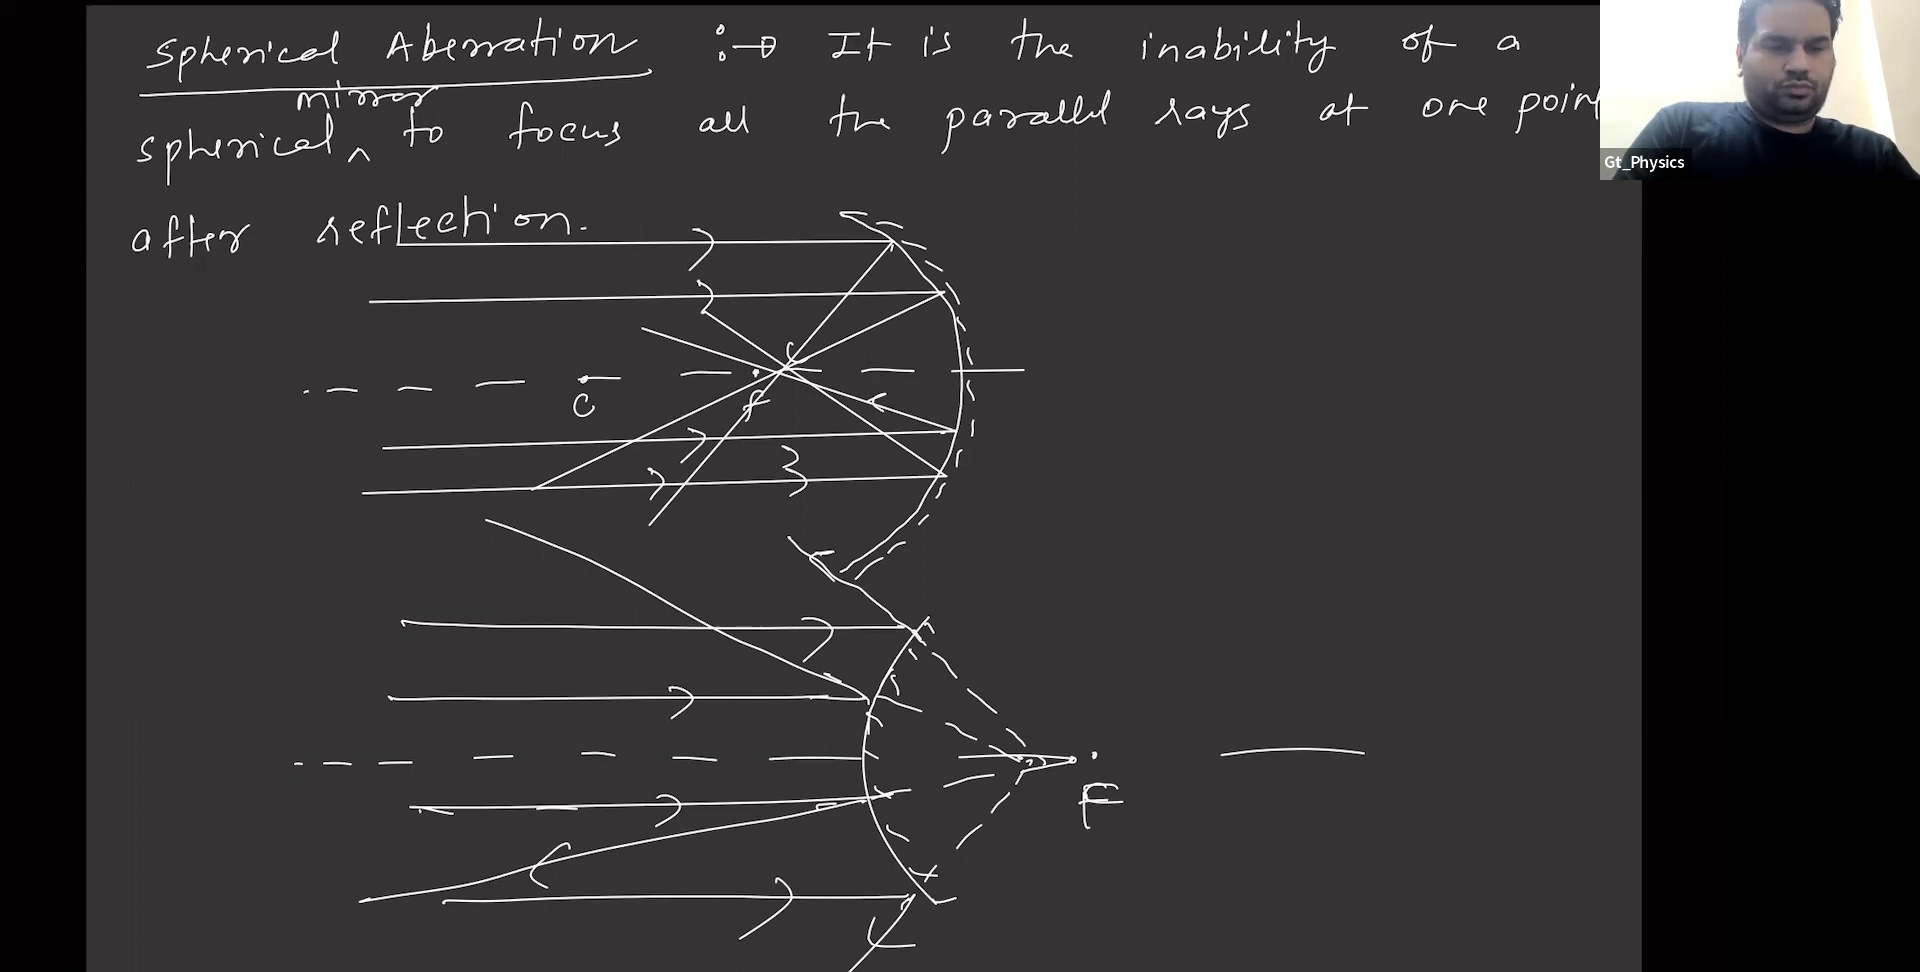 Spherical Aberration :→ It is the inability of a
mirror
spherical ^ to focus all the parallel rays at one poin
after reflection.
Gt_Physics
C
f
F